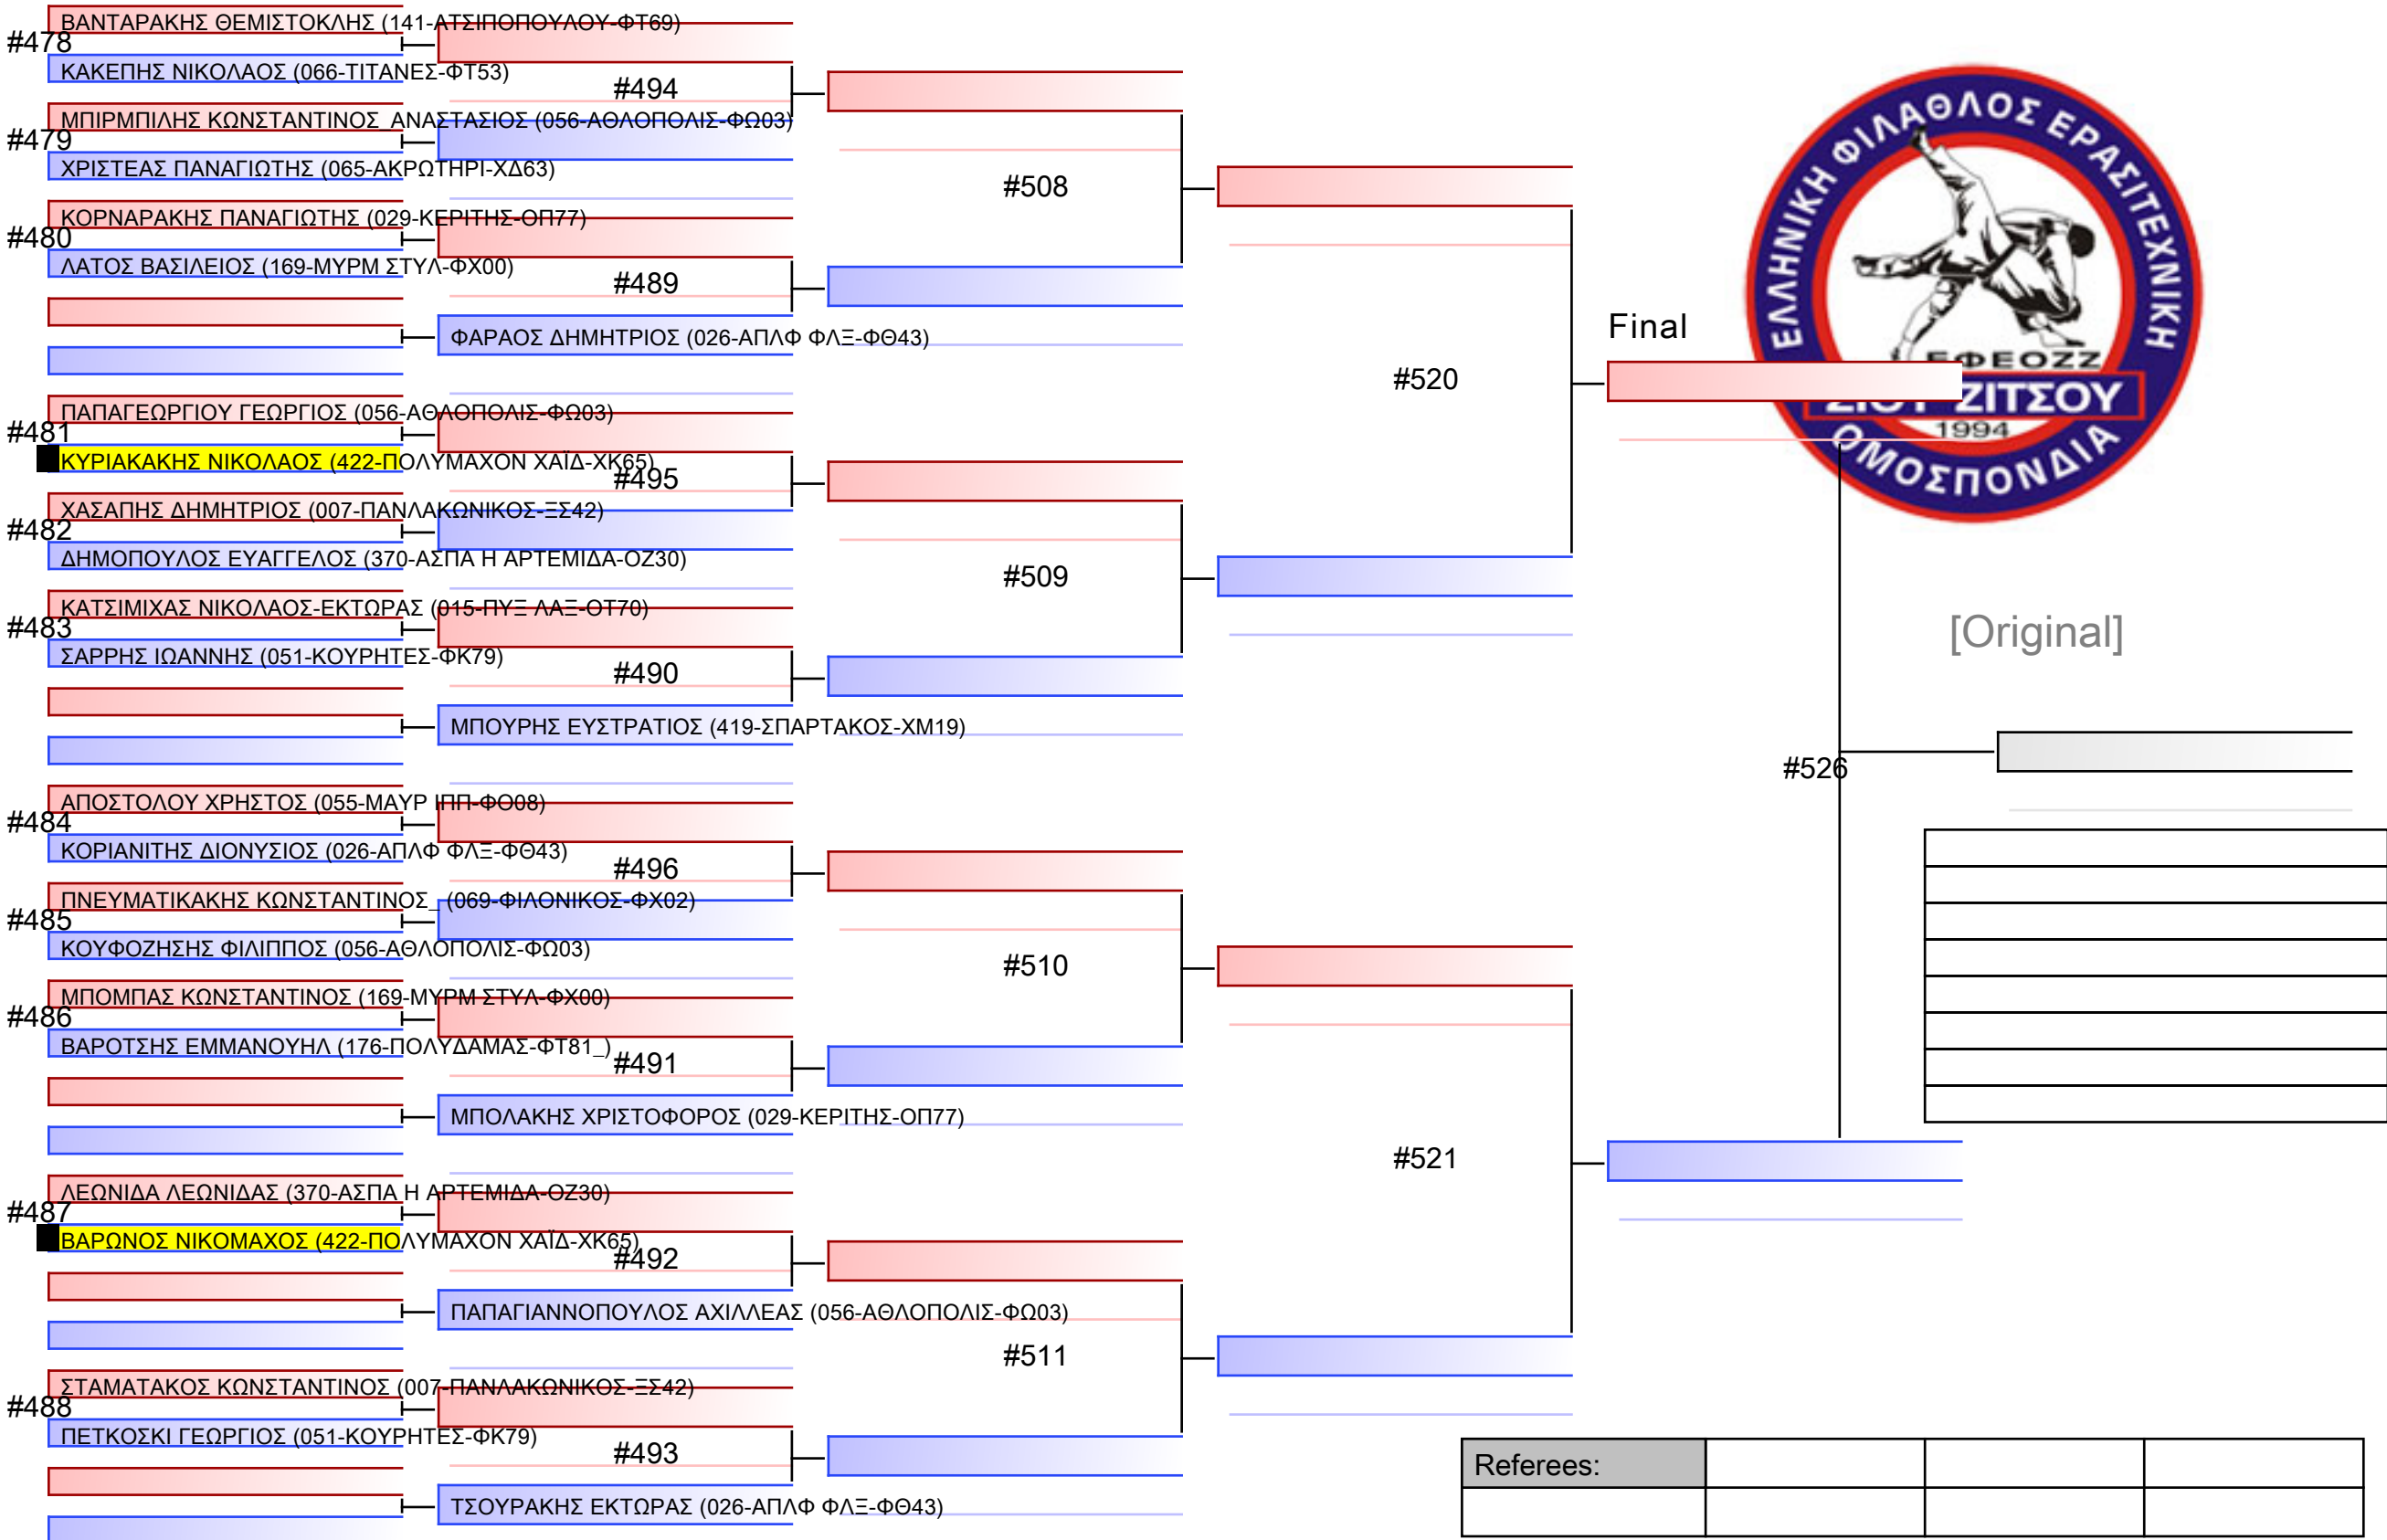 ΒΑΝΤΑΡΑΚΗΣ ΘΕΜΙΣΤΟΚΛΗΣ (141-ΑΤΣΙΠΟΠΟΥΛΟΥ-ΦΤ69)
#478
ΚΑΚΕΠΗΣ ΝΙΚΟΛΑΟΣ (066-ΤΙΤΑΝΕΣ-ΦΤ53)
#494
ΜΠΙΡΜΠΙΛΗΣ ΚΩΝΣΤΑΝΤΙΝΟΣ_ΑΝΑΣΤΑΣΙΟΣ (056-ΑΘΛΟΠΟΛΙΣ-ΦΩ03)
#479
ΧΡΙΣΤΕΑΣ ΠΑΝΑΓΙΩΤΗΣ (065-ΑΚΡΩΤΗΡΙ-ΧΔ63)
#508
ΚΟΡΝΑΡΑΚΗΣ ΠΑΝΑΓΙΩΤΗΣ (029-ΚΕΡΙΤΗΣ-ΟΠ77)
#480
ΛΑΤΟΣ ΒΑΣΙΛΕΙΟΣ (169-ΜΥΡΜ ΣΤΥΛ-ΦΧ00)
#489
ΦΑΡΑΟΣ ΔΗΜΗΤΡΙΟΣ (026-ΑΠΛΦ ΦΛΞ-ΦΘ43)
#520
Final
ΕΛΛΗΝΙΚΗ ΦΙΛΑΘΛΟΣ ΕΡΑΣΙΤΕΧΝΙΚΗ
ΕΦΕΟΖΖ
ΖΙΟΥ ΖΙΤΣΟΥ
1994
ΟΜΟΣΠΟΝΔΙΑ
ΠΑΠΑΓΕΩΡΓΙΟΥ ΓΕΩΡΓΙΟΣ (056-ΑΘΛΟΠΟΛΙΣ-ΦΩ03)
#481
ΚΥΡΙΑΚΑΚΗΣ ΝΙΚΟΛΑΟΣ (422-ΠΟΛΥΜΑΧΟΝ ΧΑΪΔ-ΧΚ65)
#495
ΧΑΣΑΠΗΣ ΔΗΜΗΤΡΙΟΣ (007-ΠΑΝΛΑΚΩΝΙΚΟΣ-ΞΣ42)
#482
ΔΗΜΟΠΟΥΛΟΣ ΕΥΑΓΓΕΛΟΣ (370-ΑΣΠΑ Η ΑΡΤΕΜΙΔΑ-ΟΖ30)
#509
ΚΑΤΣΙΜΙΧΑΣ ΝΙΚΟΛΑΟΣ-ΕΚΤΩΡΑΣ (015-ΠΥΞ ΛΑΞ-ΟΤ70)
#483
[Original]
ΣΑΡΡΗΣ ΙΩΑΝΝΗΣ (051-ΚΟΥΡΗΤΕΣ-ΦΚ79)
#490
ΜΠΟΥΡΗΣ ΕΥΣΤΡΑΤΙΟΣ (419-ΣΠΑΡΤΑΚΟΣ-ΧΜ19)
#526
ΑΠΟΣΤΟΛΟΥ ΧΡΗΣΤΟΣ (055-ΜΑΥΡ ΙΠΠ-ΦΟ08)
#484
ΚΟΡΙΑΝΙΤΗΣ ΔΙΟΝΥΣΙΟΣ (026-ΑΠΛΦ ΦΛΞ-ΦΘ43)
#496
ΠΝΕΥΜΑΤΙΚΑΚΗΣ ΚΩΝΣΤΑΝΤΙΝΟΣ_ (069-ΦΙΛΟΝΙΚΟΣ-ΦΧ02)
#485
ΚΟΥΦΟΖΗΣΗΣ ΦΙΛΙΠΠΟΣ (056-ΑΘΛΟΠΟΛΙΣ-ΦΩ03)
#510
ΜΠΟΜΠΑΣ ΚΩΝΣΤΑΝΤΙΝΟΣ (169-ΜΥΡΜ ΣΤΥΛ-ΦΧ00)
#486
ΒΑΡΟΤΣΗΣ ΕΜΜΑΝΟΥΗΛ (176-ΠΟΛΥΔΑΜΑΣ-ΦΤ81_)
#491
ΜΠΟΛΑΚΗΣ ΧΡΙΣΤΟΦΟΡΟΣ (029-ΚΕΡΙΤΗΣ-ΟΠ77)
#521
ΛΕΩΝΙΔΑ ΛΕΩΝΙΔΑΣ (370-ΑΣΠΑ Η ΑΡΤΕΜΙΔΑ-ΟΖ30)
#487
ΒΑΡΩΝΟΣ ΝΙΚΟΜΑΧΟΣ (422-ΠΟΛΥΜΑΧΟΝ ΧΑΪΔ-ΧΚ65)
#492
ΠΑΠΑΓΙΑΝΝΟΠΟΥΛΟΣ ΑΧΙΛΛΕΑΣ (056-ΑΘΛΟΠΟΛΙΣ-ΦΩ03)
#511
ΣΤΑΜΑΤΑΚΟΣ ΚΩΝΣΤΑΝΤΙΝΟΣ (007-ΠΑΝΛΑΚΩΝΙΚΟΣ-ΞΣ42)
#488
ΠΕΤΚΟΣΚΙ ΓΕΩΡΓΙΟΣ (051-ΚΟΥΡΗΤΕΣ-ΦΚ79)
#493
Referees:
ΤΣΟΥΡΑΚΗΣ ΕΚΤΩΡΑΣ (026-ΑΠΛΦ ΦΛΞ-ΦΘ43)